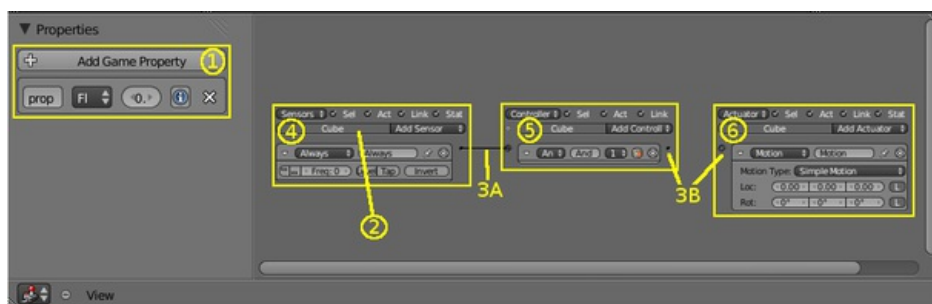 Properties
Add Game Property
1
prop Fl 0.
Sensors Sel Act Link Stat
4 Cube Add Sensor
Always Always
Freq: 0 Tap Invert
2
3A
Controller Sel Act Link
5 Cube Add Controll
An And 1
3B
Actuator Sel Act Link Stat
6 Cube Add Actuator
Motion Motion
Motion Type: Simple Motion
Loc: 0.00 0.00 0.00 L
Rot: 0° 0° 0° L
View